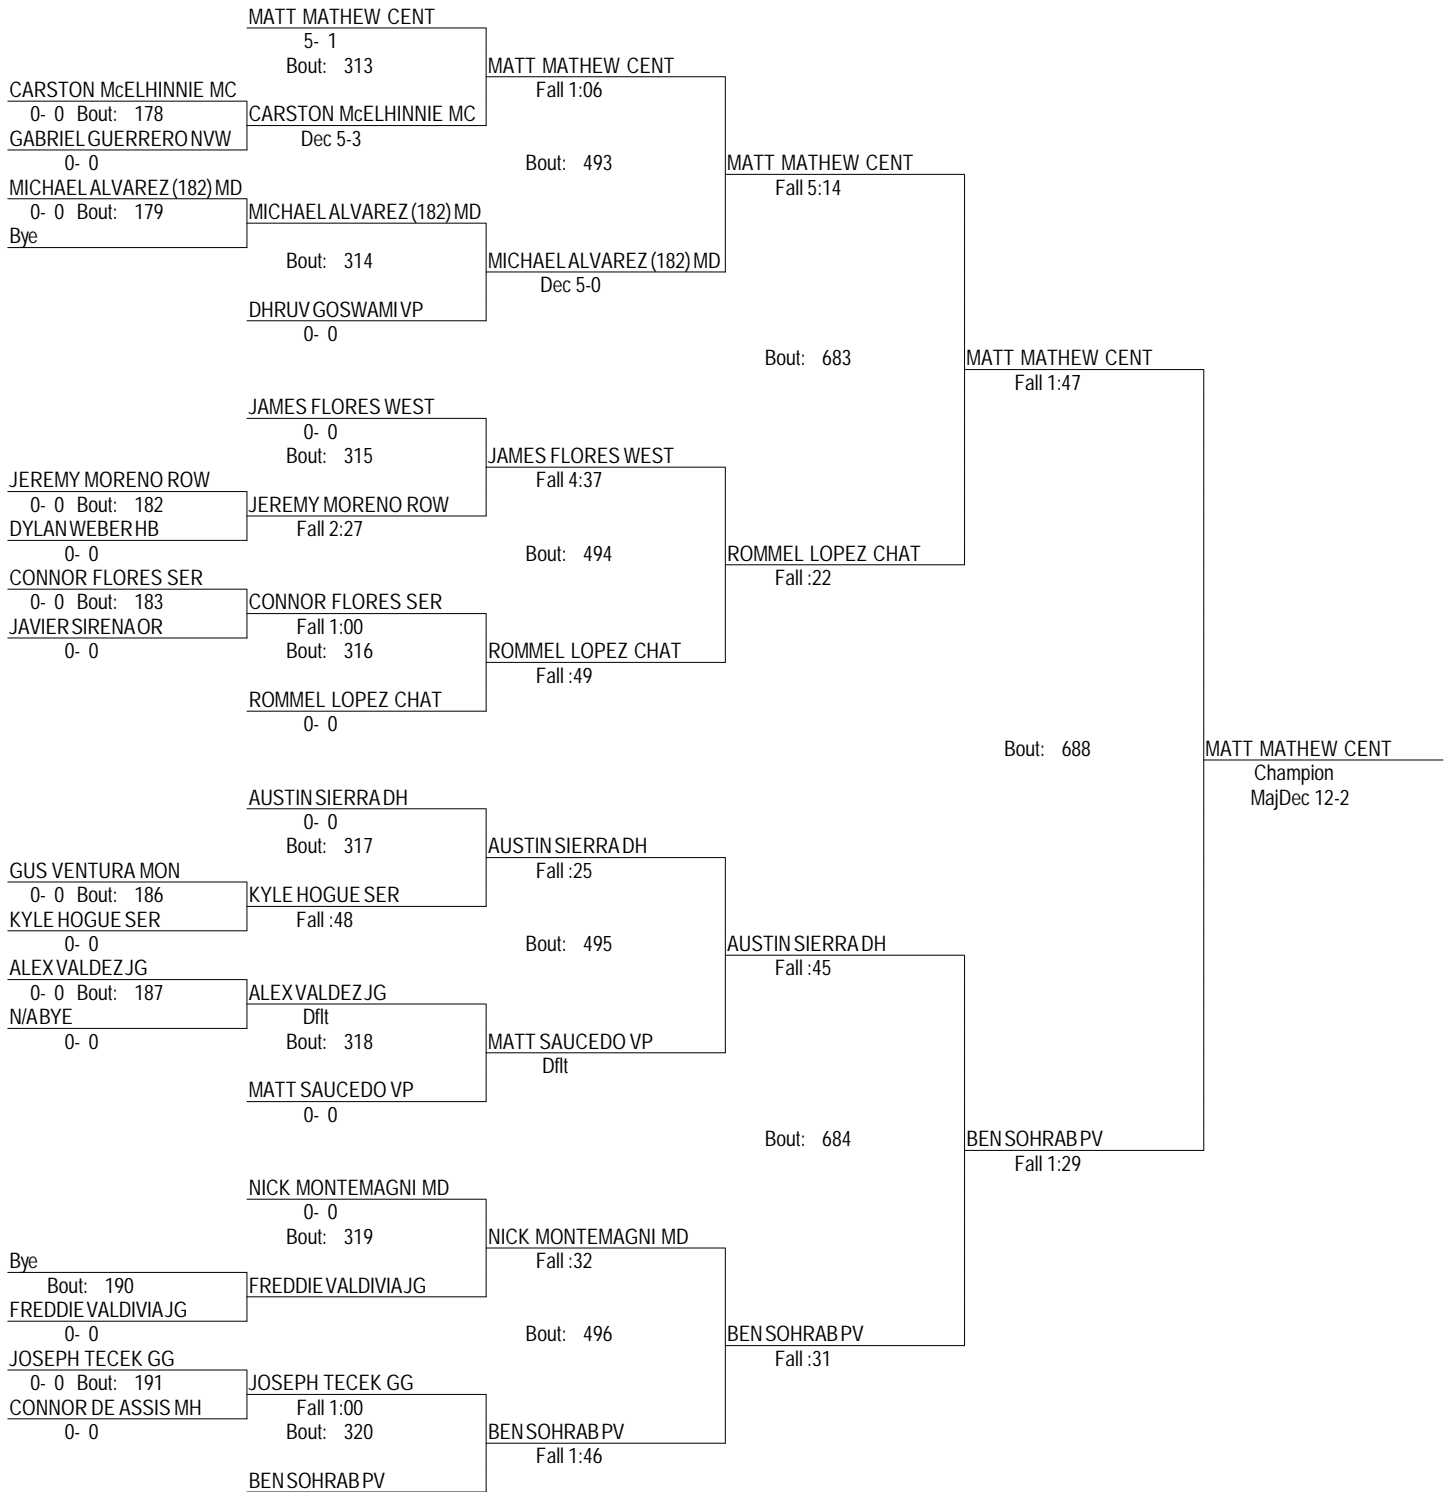 MATT MATHEW CENT
5- 1
Bout: 313
MATT MATHEW CENT
Fall 1:06
CARSTON McELHINNIE MC
0- 0 Bout: 178
CARSTON McELHINNIE MC
Dec 5-3
GABRIEL GUERRERO NVW
0- 0
Bout: 493
MATT MATHEW CENT
Fall 5:14
MICHAEL ALVAREZ (182) MD
0- 0 Bout: 179
MICHAEL ALVAREZ (182) MD
Bye
Bout: 314
MICHAEL ALVAREZ (182) MD
Dec 5-0
DHRUV GOSWAMI VP
0- 0
Bout: 683
MATT MATHEW CENT
Fall 1:47
JAMES FLORES WEST
0- 0
Bout: 315
JAMES FLORES WEST
Fall 4:37
JEREMY MORENO ROW
0- 0 Bout: 182
JEREMY MORENO ROW
Fall 2:27
DYLAN WEBER HB
0- 0
Bout: 494
ROMMEL LOPEZ CHAT
Fall :22
CONNOR FLORES SER
0- 0 Bout: 183
CONNOR FLORES SER
Fall 1:00
JAVIER SIRENA OR
0- 0
Bout: 316
ROMMEL LOPEZ CHAT
Fall :49
ROMMEL LOPEZ CHAT
0- 0
Bout: 688
MATT MATHEW CENT
Champion
MajDec 12-2
AUSTIN SIERRA DH
0- 0
Bout: 317
AUSTIN SIERRA DH
Fall :25
GUS VENTURA MON
0- 0 Bout: 186
KYLE HOGUE SER
Fall :48
KYLE HOGUE SER
0- 0
Bout: 495
AUSTIN SIERRA DH
Fall :45
ALEX VALDEZ JG
0- 0 Bout: 187
ALEX VALDEZ JG
Dflt
N/A BYE
0- 0
Bout: 318
MATT SAUCEDO VP
Dflt
MATT SAUCEDO VP
0- 0
Bout: 684
BEN SOHRAB PV
Fall 1:29
NICK MONTEMAGNI MD
0- 0
Bout: 319
NICK MONTEMAGNI MD
Fall :32
Bye
Bout: 190
FREDDIE VALDIVIA JG
FREDDIE VALDIVIA JG
0- 0
Bout: 496
BEN SOHRAB PV
Fall :31
JOSEPH TECEK GG
0- 0 Bout: 191
JOSEPH TECEK GG
Fall 1:00
CONNOR DE ASSIS MH
0- 0
Bout: 320
BEN SOHRAB PV
Fall 1:46
BEN SOHRAB PV